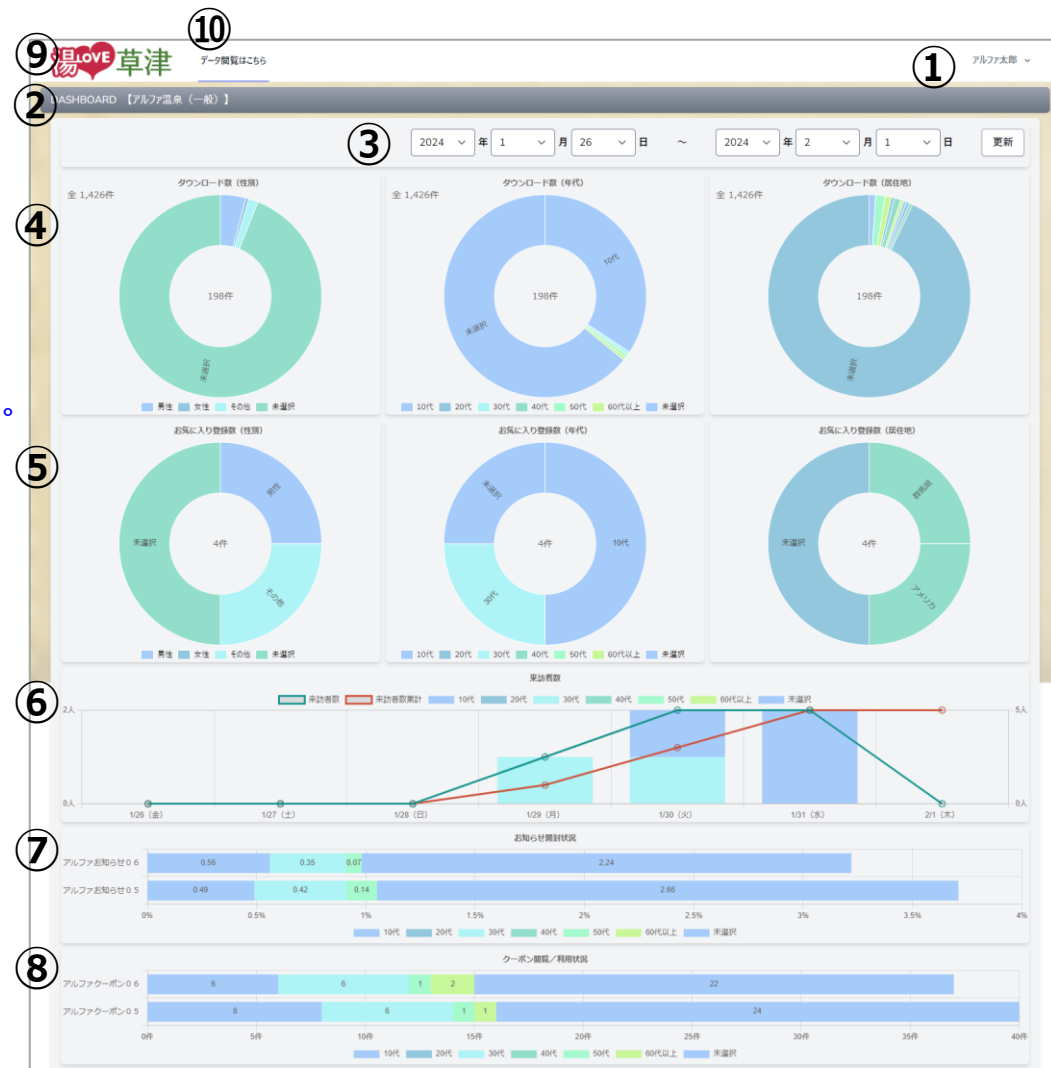 ⑩
⑨ 湯LOVE草津 データ閲覧はこちら ① アルファ太郎
② DASHBOARD 【アルファ温泉（一般）】
③ 2024 年 1 月 26 日 ～ 2024 年 2 月 1 日 更新
ダウンロード数（性別） ダウンロード数（年代） ダウンロード数（居住地）
全 1,426件 全 1,426件 全 1,426件
④
10代
198件 198件 198件
未選択
未選択 未選択
男性 女性 その他 未選択 10代 20代 30代 40代 50代 60代以上 未選択
。
お気に入り登録数（性別） お気に入り登録数（年代） お気に入り登録数（居住地）
⑤
男性 未選択 群馬県
未選択 4件 4件 10代 未選択 4件
その他 30代 アメリカ
男性 女性 その他 未選択 10代 20代 30代 40代 50代 60代以上 未選択
来訪者数
⑥ 来訪者数 来訪者数累計 10代 20代 30代 40代 50代 60代以上 未選択
2人 5人
0人 0人
1/26（金） 1/27（土） 1/28（日） 1/29（月） 1/30（火） 1/31（水） 2/1（木）
お知らせ開封状況
⑦
アルファお知らせ０６ 0.56 0.35 0.07 2.24
アルファお知らせ０５ 0.49 0.42 0.14 2.66
0% 0.5% 1% 1.5% 2% 2.5% 3% 3.5% 4%
10代 20代 30代 40代 50代 60代以上 未選択
クーポン閲覧／利用状況
⑧
アルファクーポン０６ 6 6 1 2 22
アルファクーポン０５ 8 6 1 1 24
0件 5件 10件 15件 20件 25件 30件 35件 40件
10代 20代 30代 40代 50代 60代以上 未選択